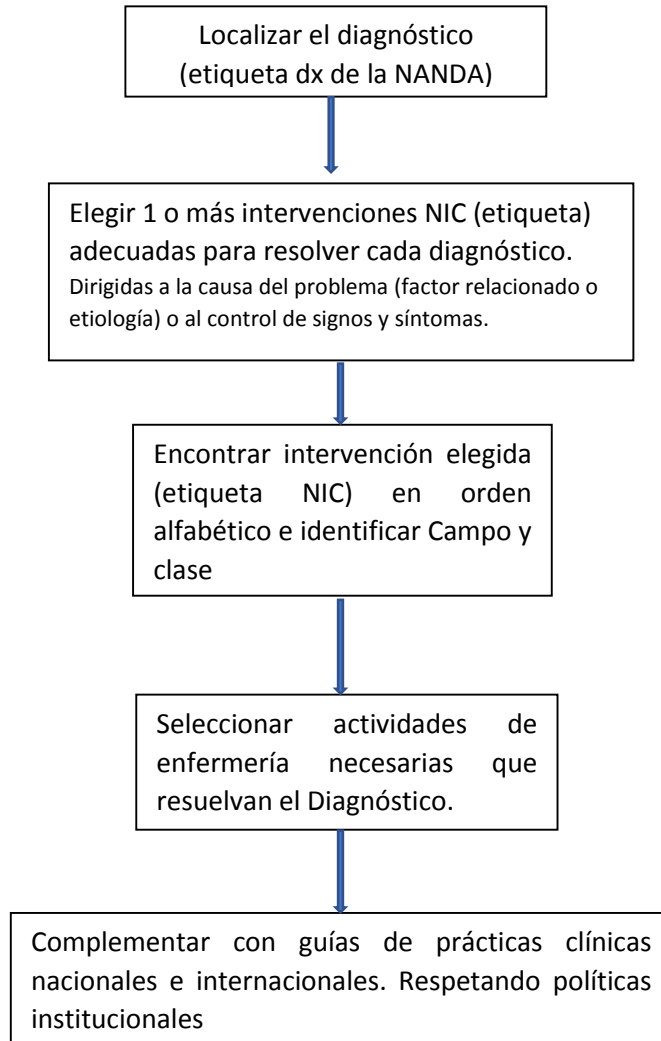 Localizar el diagnóstico
(etiqueta dx de la NANDA)
Elegir 1 o más intervenciones NIC (etiqueta)
adecuadas para resolver cada diagnóstico.
Dirigidas a la causa del problema (factor relacionado o
etiología) o al control de signos y síntomas.
Encontrar intervención elegida
(etiqueta NIC) en orden
alfabético e identificar Campo y
clase
Seleccionar actividades de
enfermería necesarias que
resuelvan el Diagnóstico.
Complementar con guías de prácticas clínicas
nacionales e internacionales. Respetando políticas
institucionales